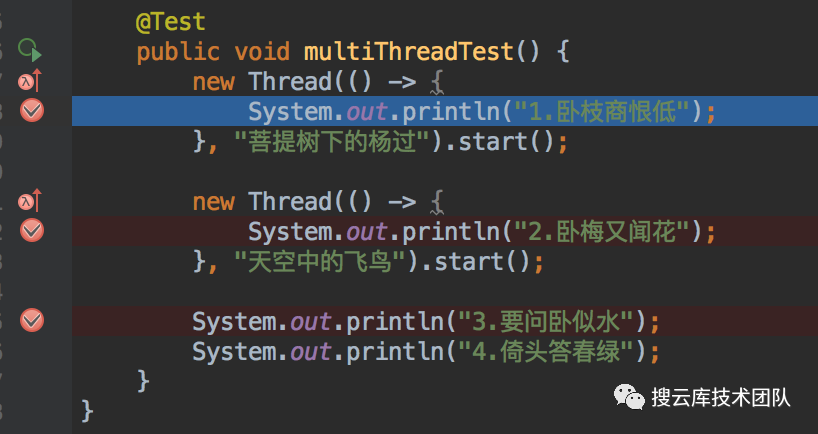 @Test
public void multiThreadTest() {
new Thread(() -> {
System.out.println("1.卧枝商恨低");
}, "菩提树下的杨过").start();
new Thread(() -> {
System.out.println("2.卧梅又闻花");
}, "天空中的飞鸟").start();
System.out.println("3.要问卧似水");
System.out.println("4.倚头答春绿");
}
}
搜云库技术团队